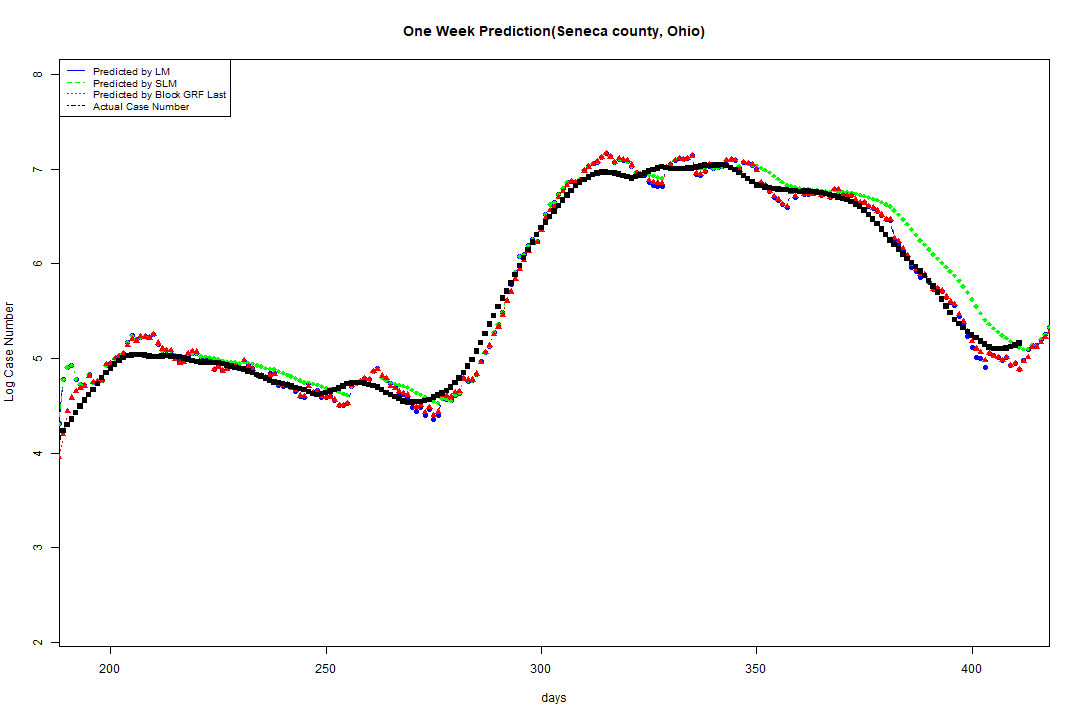 One Week Prediction(Seneca county, Ohio)
Predicted by LM
Predicted by SLM
Predicted by Block GRF Last
Actual Case Number
8
7
6
5
4
3
2
Log Case Number
200 250 300 350 400
days